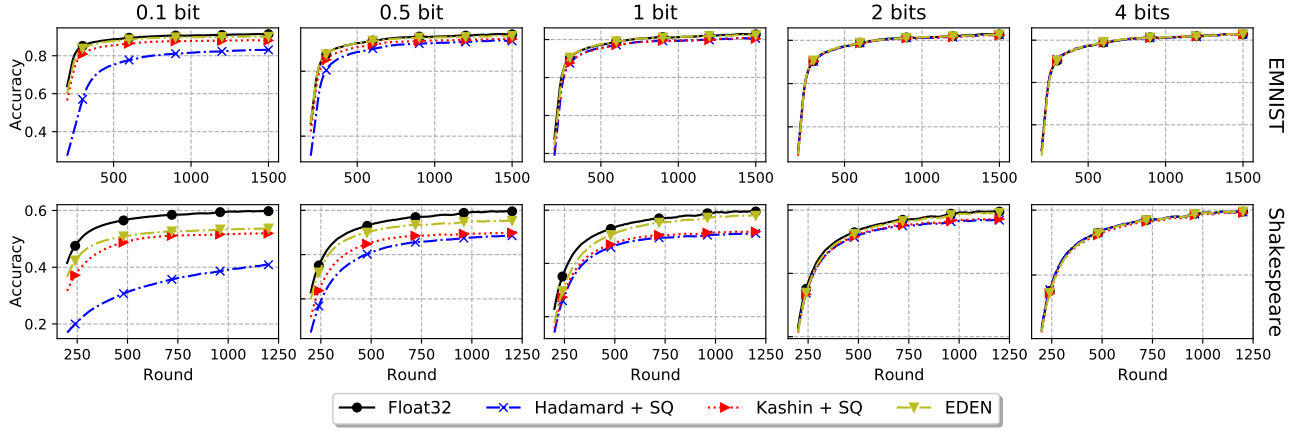 0.1 bit
0.5 bit
1 bit
2 bits
4 bits
Accuracy
0.8
0.6
0.4
500 1000 1500
500 1000 1500
500 1000 1500
500 1000 1500
500 1000 1500
EMNIST
Accuracy
0.6
0.4
0.2
250 500 750 1000 1250
250 500 750 1000 1250
250 500 750 1000 1250
250 500 750 1000 1250
250 500 750 1000 1250
Shakespeare
Round
Round
Round
Round
Round
Float32 Hadamard + SQ Kashin + SQ EDEN